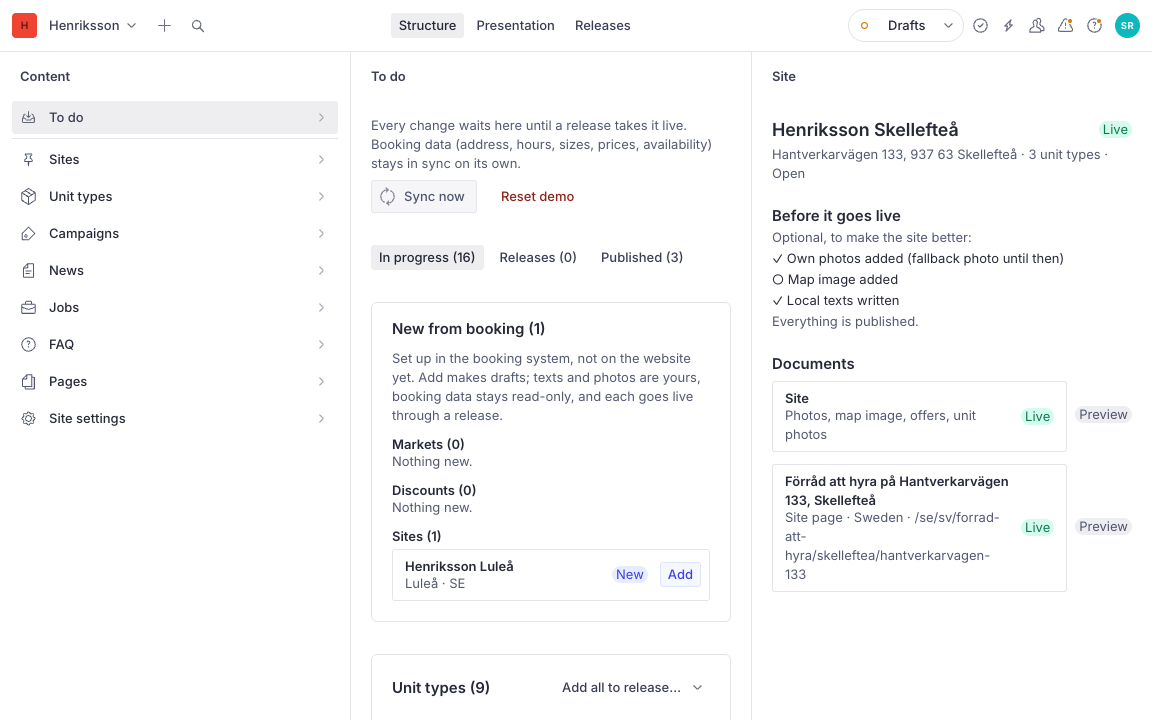 H Henriksson
Structure Presentation Releases
Drafts
SR
Content
To do
Sites
Unit types
Campaigns
News
Jobs
FAQ
Pages
Site settings
To do
Every change waits here until a release takes it live.
Booking data (address, hours, sizes, prices, availability)
stays in sync on its own.
Sync now Reset demo
In progress (16) Releases (0) Published (3)
New from booking (1)
Set up in the booking system, not on the website
yet. Add makes drafts; texts and photos are yours,
booking data stays read-only, and each goes live
through a release.
Markets (0)
Nothing new.
Discounts (0)
Nothing new.
Sites (1)
Henriksson Luleå
Luleå · SE
New Add
Unit types (9) Add all to release...
Site
Henriksson Skellefteå Live
Hantverkarvägen 133, 937 63 Skellefteå · 3 unit types ·
Open
Before it goes live
Optional, to make the site better:
✓ Own photos added (fallback photo until then)
○ Map image added
✓ Local texts written
Everything is published.
Documents
Site
Photos, map image, offers, unit
photos
Live Preview
Förråd att hyra på Hantverkarvägen
133, Skellefteå
Site page · Sweden · /se/sv/forrad-
att-
hyra/skelleftea/hantverkarvagen-
133
Live Preview